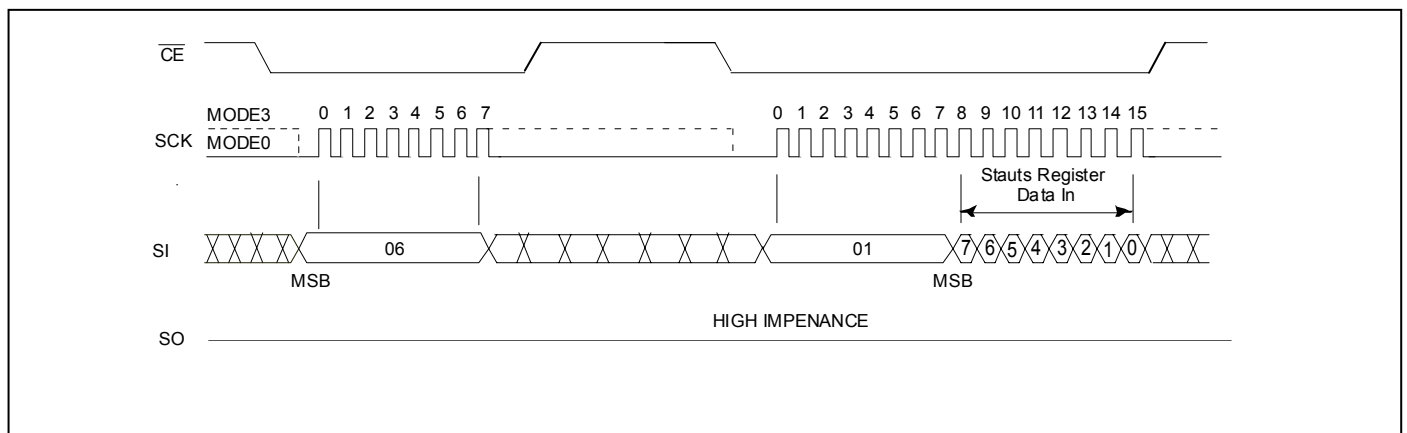 CE
MODE3
SCK MODE0
0 1 2 3 4 5 6 7
0 1 2 3 4 5 6 7 8 9 10 11 12 13 14 15
Stauts Register
Data In
SI
06
01
7 6 5 4 3 2 1 0
MSB
MSB
HIGH IMPENANCE
SO